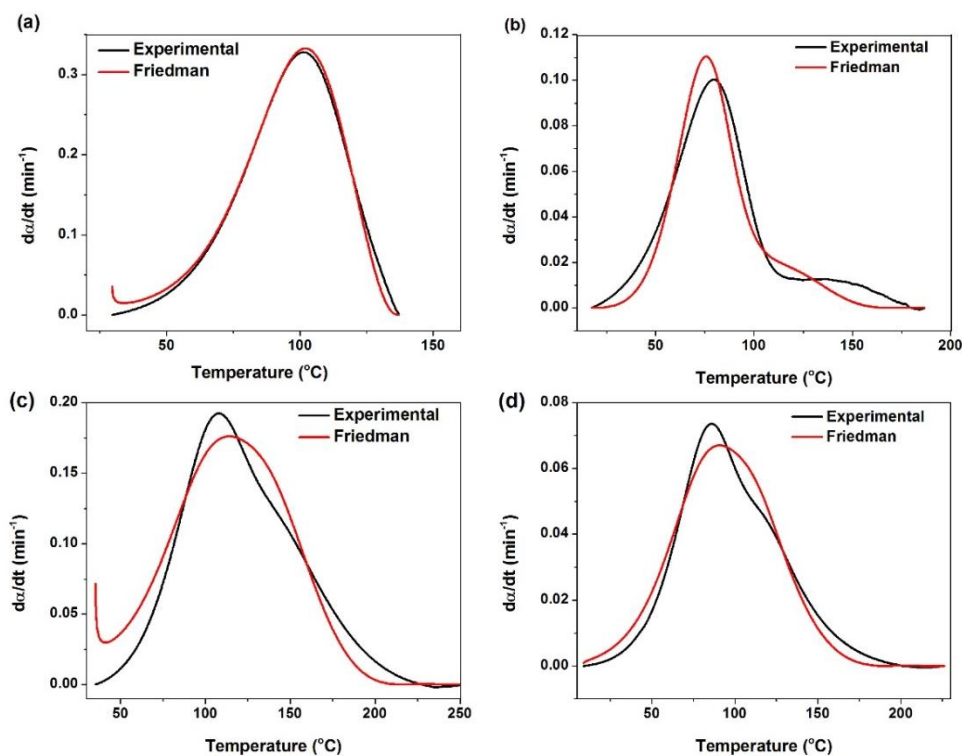 (a)
Experimental
Friedman
0.3
0.2
0.1
0.0
dα/dt (min⁻¹)
50
100
150
Temperature (°C)
(b)
Experimental
Friedman
0.12
0.10
0.08
0.06
0.04
0.02
0.00
dα/dt (min⁻¹)
50
100
150
200
Temperature (°C)
(c)
Experimental
Friedman
0.20
0.15
0.10
0.05
0.00
dα/dt (min⁻¹)
50
100
150
200
250
Temperature (°C)
(d)
Experimental
Friedman
0.08
0.06
0.04
0.02
0.00
dα/dt (min⁻¹)
50
100
150
200
Temperature (°C)